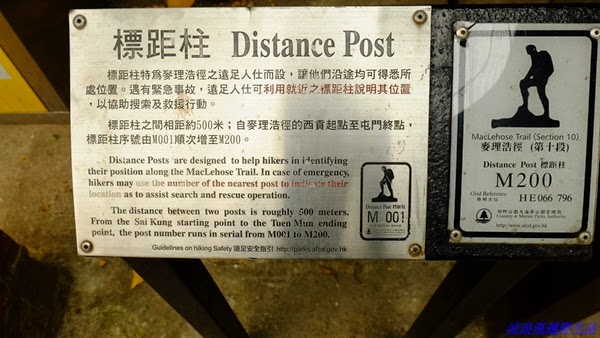 標距柱 Distance Post
標距柱特爲麥理浩徑之遠足人仕而設，讓他們沿途均可得悉所
處位置。遇有緊急事故，遠足人仕可利用就近之標距柱說明其位置
，以協助搜索及救援行動。
標距柱之間相距約500米；自麥理浩徑的西貢起點至屯門終點，
標距柱序號由M001順次增至M200。
Distance Posts are designed to help hikers in identifying
their position along the MacLehose Trail. In case of emergency,
hikers may use the number of the nearest post to indicate their
location as to assist search and rescue operation.
The distance between two posts is roughly 500 meters.
From the Sai Kung starting point to the Tuen Mun ending
point, the post number runs in serial from M001 to M200.
Guidelines on hiking Safety 遠足安全指引 http://parks.afcd.gov.hk
Distance Post 標距柱
M 001
MacLehose Trail (Section 10)
麥理浩徑 (第十段)
Distance Post 標距柱
M200
Grid Reference
HE 066 796
Country & Marine Parks Authority
http://www.afcd.gov.hk